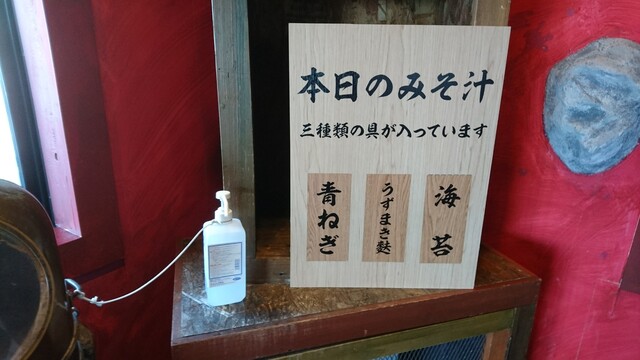 本日のみそ汁
三種類の具が入っています
海苔
うずまき麩
青ねぎ